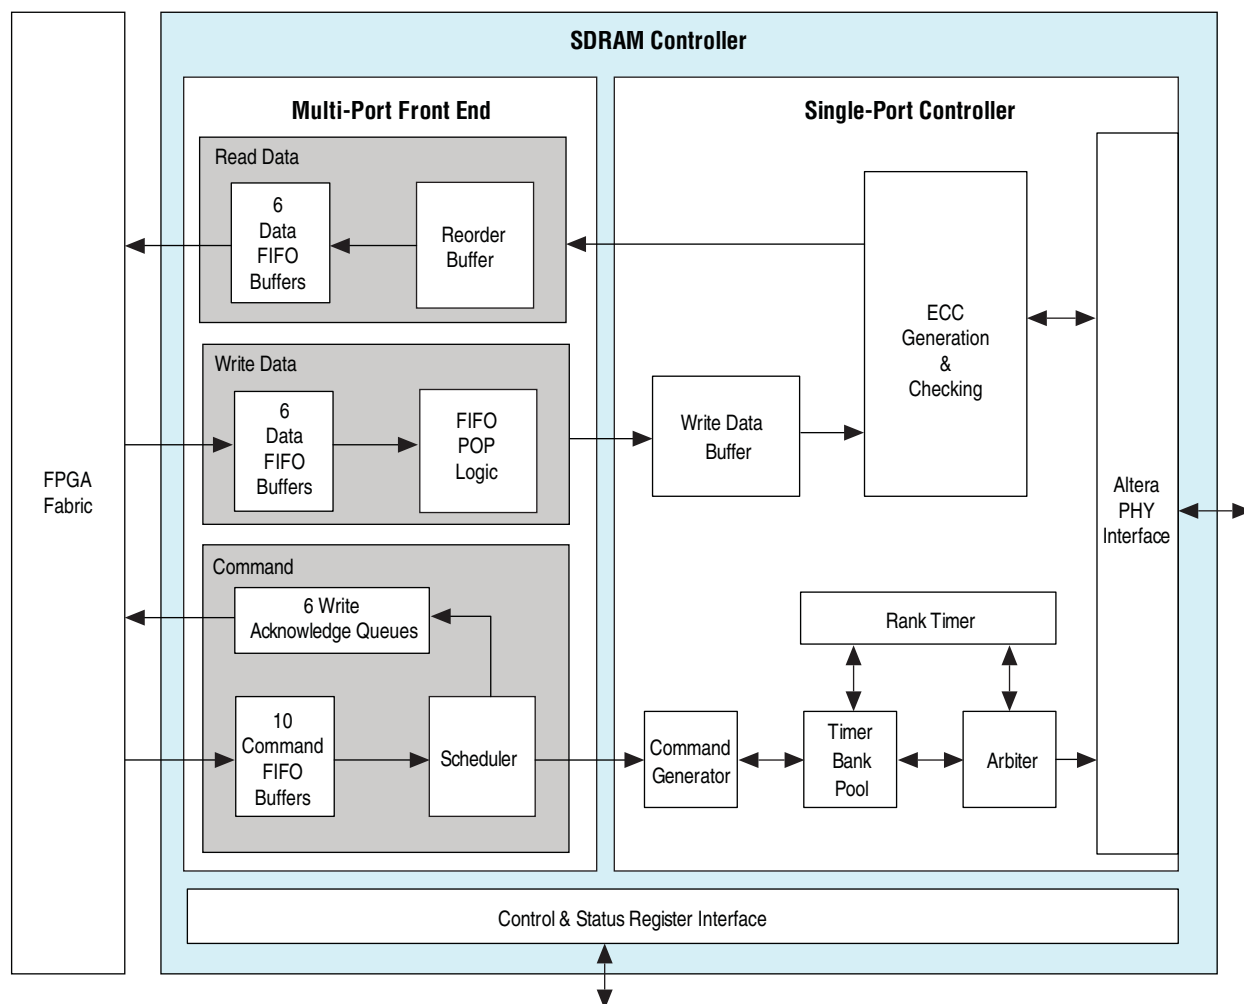 SDRAM Controller
Multi-Port Front End
Single-Port Controller
Read Data
6
Data
FIFO
Buffers
Reorder
Buffer
ECC
Generation
&
Checking
Write Data
6
Data
FIFO
Buffers
FIFO
POP
Logic
Write Data
Buffer
FPGA
Fabric
Altera
PHY
Interface
Command
6 Write
Acknowledge Queues
Rank Timer
10
Command
FIFO
Buffers
Scheduler
Command
Generator
Timer
Bank
Pool
Arbiter
Control & Status Register Interface